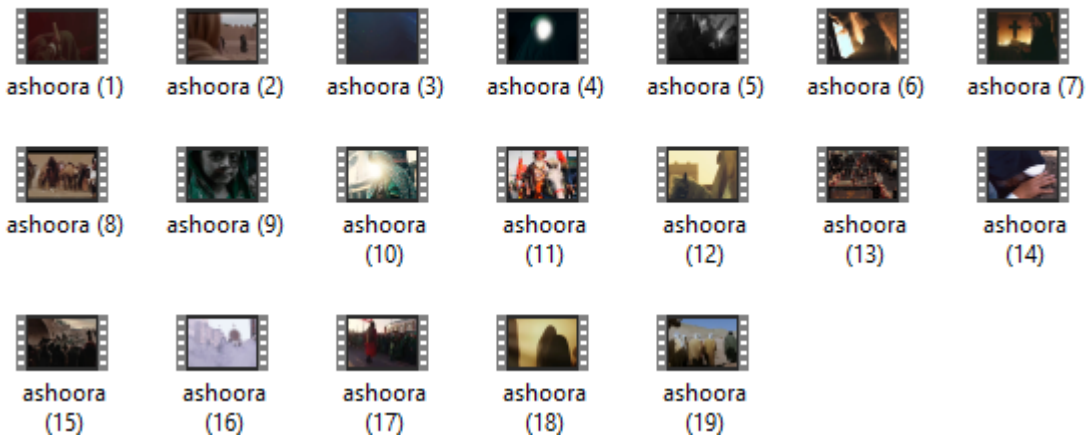 ashoora (1) ashoora (2) ashoora (3) ashoora (4) ashoora (5) ashoora (6) ashoora (7)
ashoora (8) ashoora (9) ashoora ashoora ashoora ashoora ashoora
(10) (11) (12) (13) (14)
ashoora ashoora ashoora ashoora ashoora
(15) (16) (17) (18) (19)